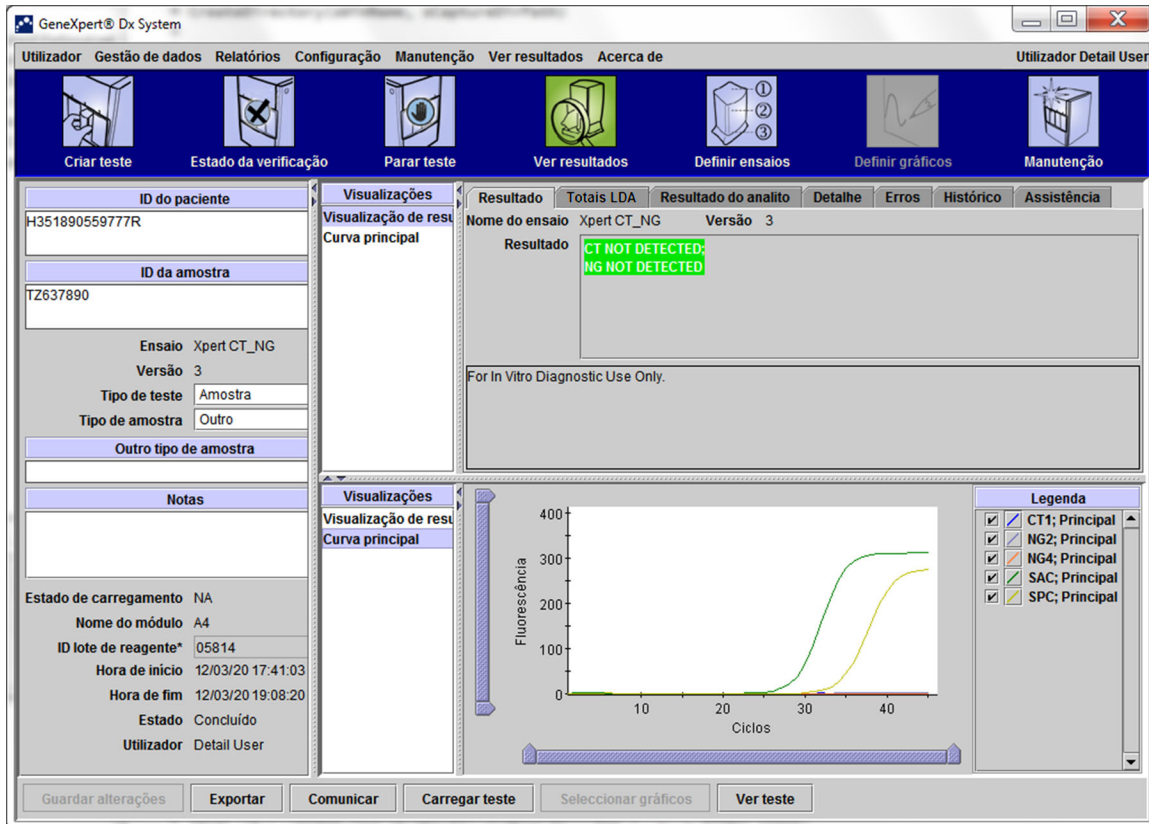 GeneXpert® Dx System
Utilizador Gestão de dados Relatórios Configuração Manutenção Ver resultados Acerca de Utilizador Detail User
Criar teste Estado da verificação Parar teste Ver resultados Definir ensaios Definir gráficos Manutenção
ID do paciente
H351890559777R
ID da amostra
TZ637890
Ensaio Xpert CT_NG
Versão 3
Tipo de teste Amostra
Tipo de amostra Outro
Outro tipo de amostra
Notas
Estado de carregamento NA
Nome do módulo A4
ID lote de reagente* 05814
Hora de início 12/03/20 17:41:03
Hora de fim 12/03/20 19:08:20
Estado Concluído
Utilizador Detail User
Visualizações
Visualização de resu
Curva principal
Resultado Totais LDA Resultado do analito Detalhe Erros Histórico Assistência
Nome do ensaio Xpert CT_NG Versão 3
Resultado CT NOT DETECTED;
NG NOT DETECTED
For In Vitro Diagnostic Use Only.
Visualizações
Visualização de resu
Curva principal
400
300
200
100
0
Fluorescência
10 20 30 40
Ciclos
Legenda
CT1; Principal
NG2; Principal
NG4; Principal
SAC; Principal
SPC; Principal
Guardar alterações Exportar Comunicar Carregar teste Seleccionar gráficos Ver teste